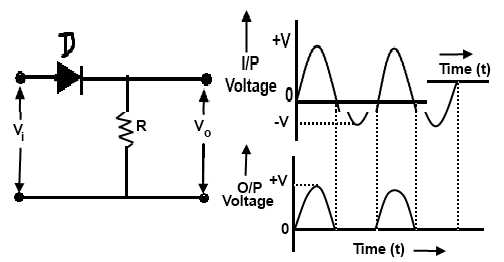 D
Vi
R
Vo
I/P
Voltage
+V
0
-V
Time (t)
O/P
Voltage
+V
0
Time (t)